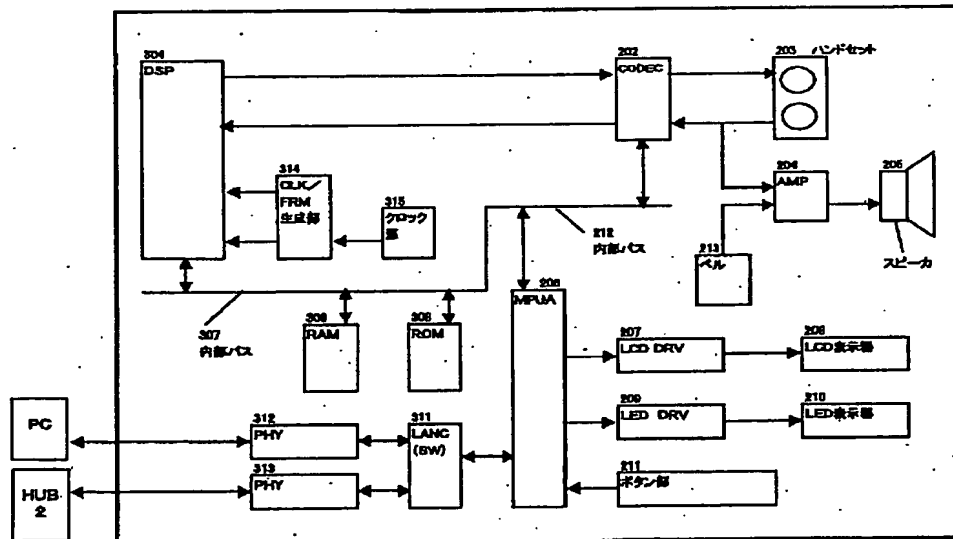 304
DSP
202
CODEC
203 ハンドセット
204
AMP
205
スピーカ
314
CLK/
FRM
生成部
315
クロック
源
212
内部バス
213
ベル
307
内部バス
309
RAM
308
ROM
206
MPUA
207
LCD DRV
208
LCD表示器
209
LED DRV
210
LED表示器
211
ボタン部
PC
312
PHY
311
LANC
(SW)
313
PHY
HUB
2